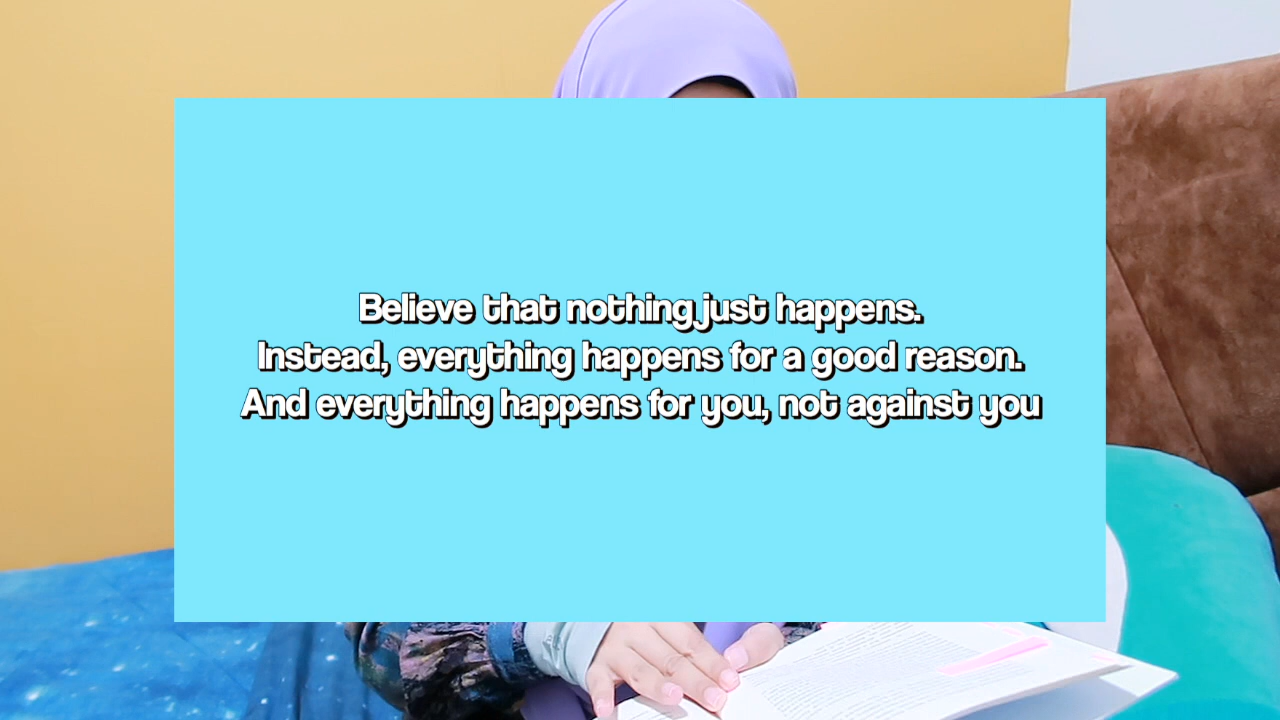 Believe that nothing just happens.
Instead, everything happens for a good reason.
And everything happens for you, not against you